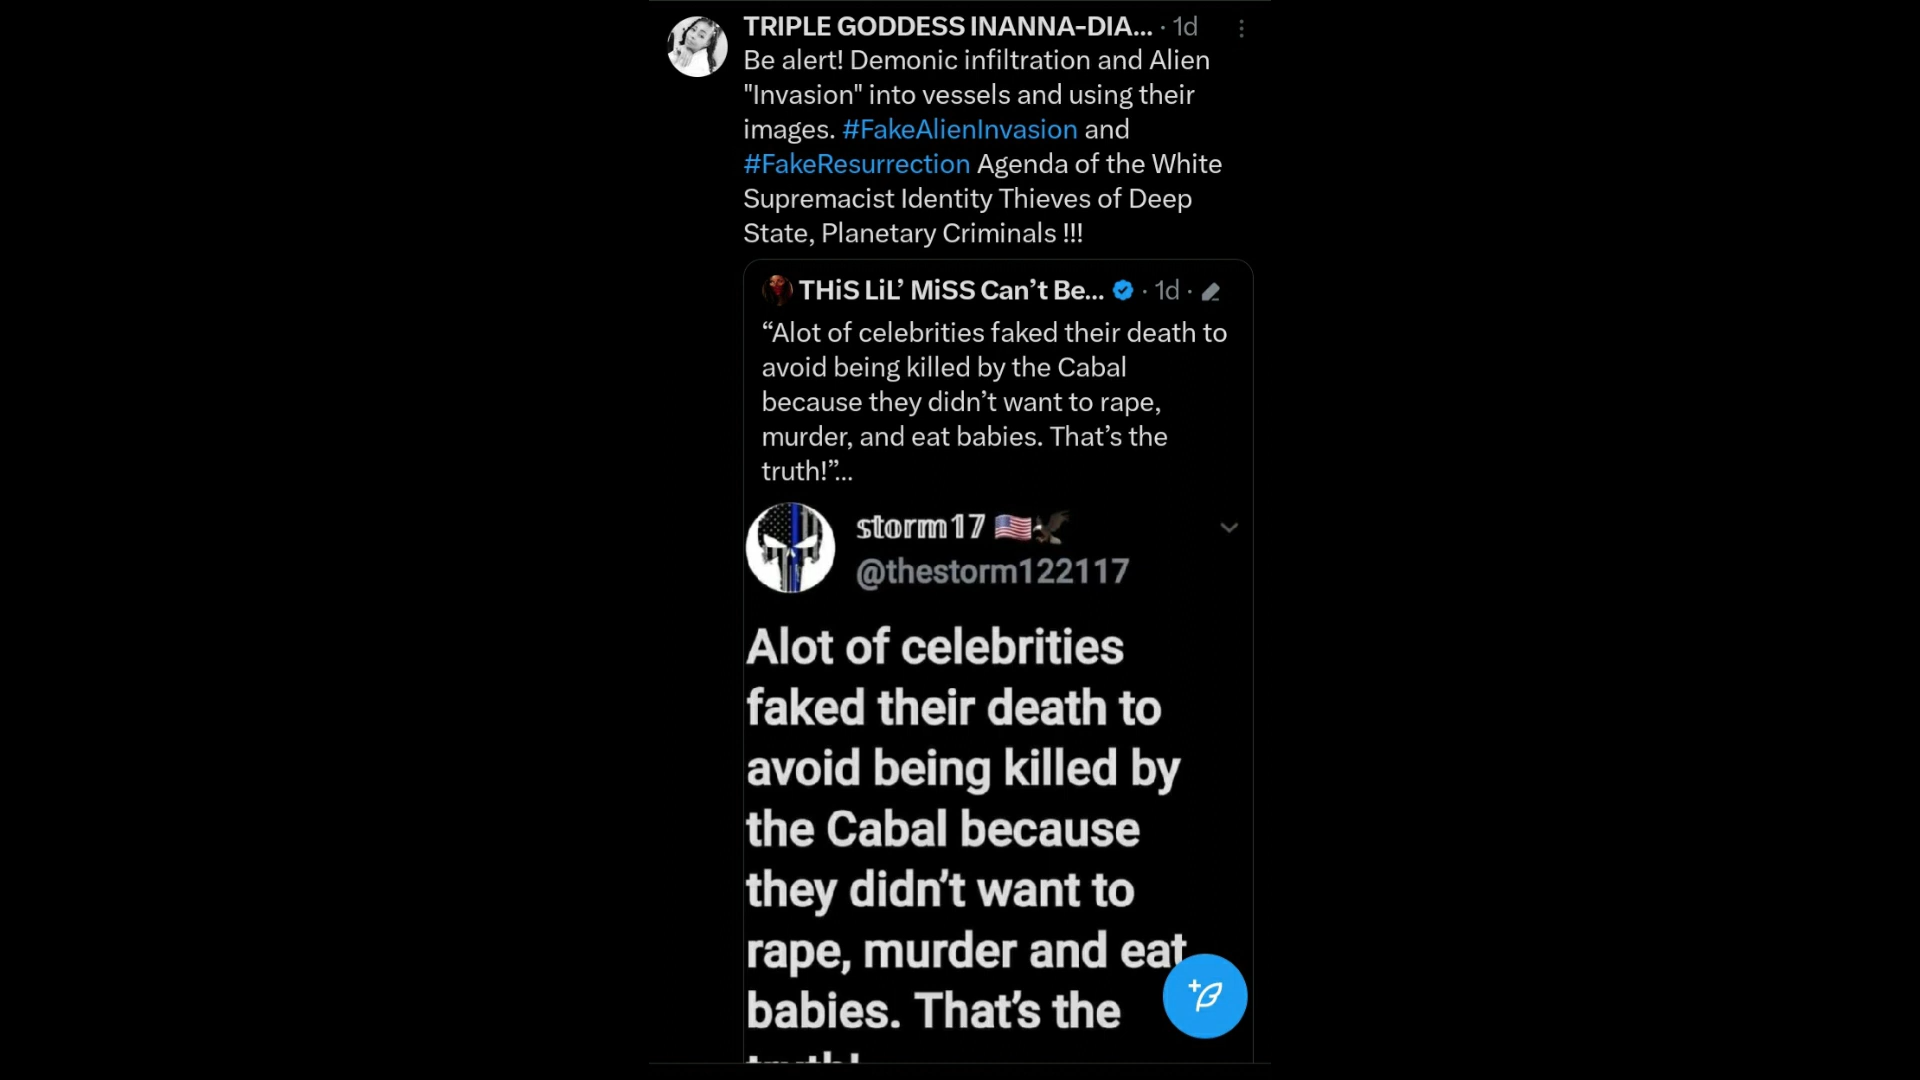 TRIPLE GODDESS INANNA-DIA... · 1d
Be alert! Demonic infiltration and Alien
"Invasion" into vessels and using their
images. #FakeAlienInvasion and
#FakeResurrection Agenda of the White
Supremacist Identity Thieves of Deep
State, Planetary Criminals !!!
THiS LiL’ MiSS Can’t Be... · 1d ·
“Alot of celebrities faked their death to
avoid being killed by the Cabal
because they didn’t want to rape,
murder, and eat babies. That’s the
truth!”...
storm17
@thestorm122117
Alot of celebrities
faked their death to
avoid being killed by
the Cabal because
they didn’t want to
rape, murder and eat
babies. That’s the
truth!